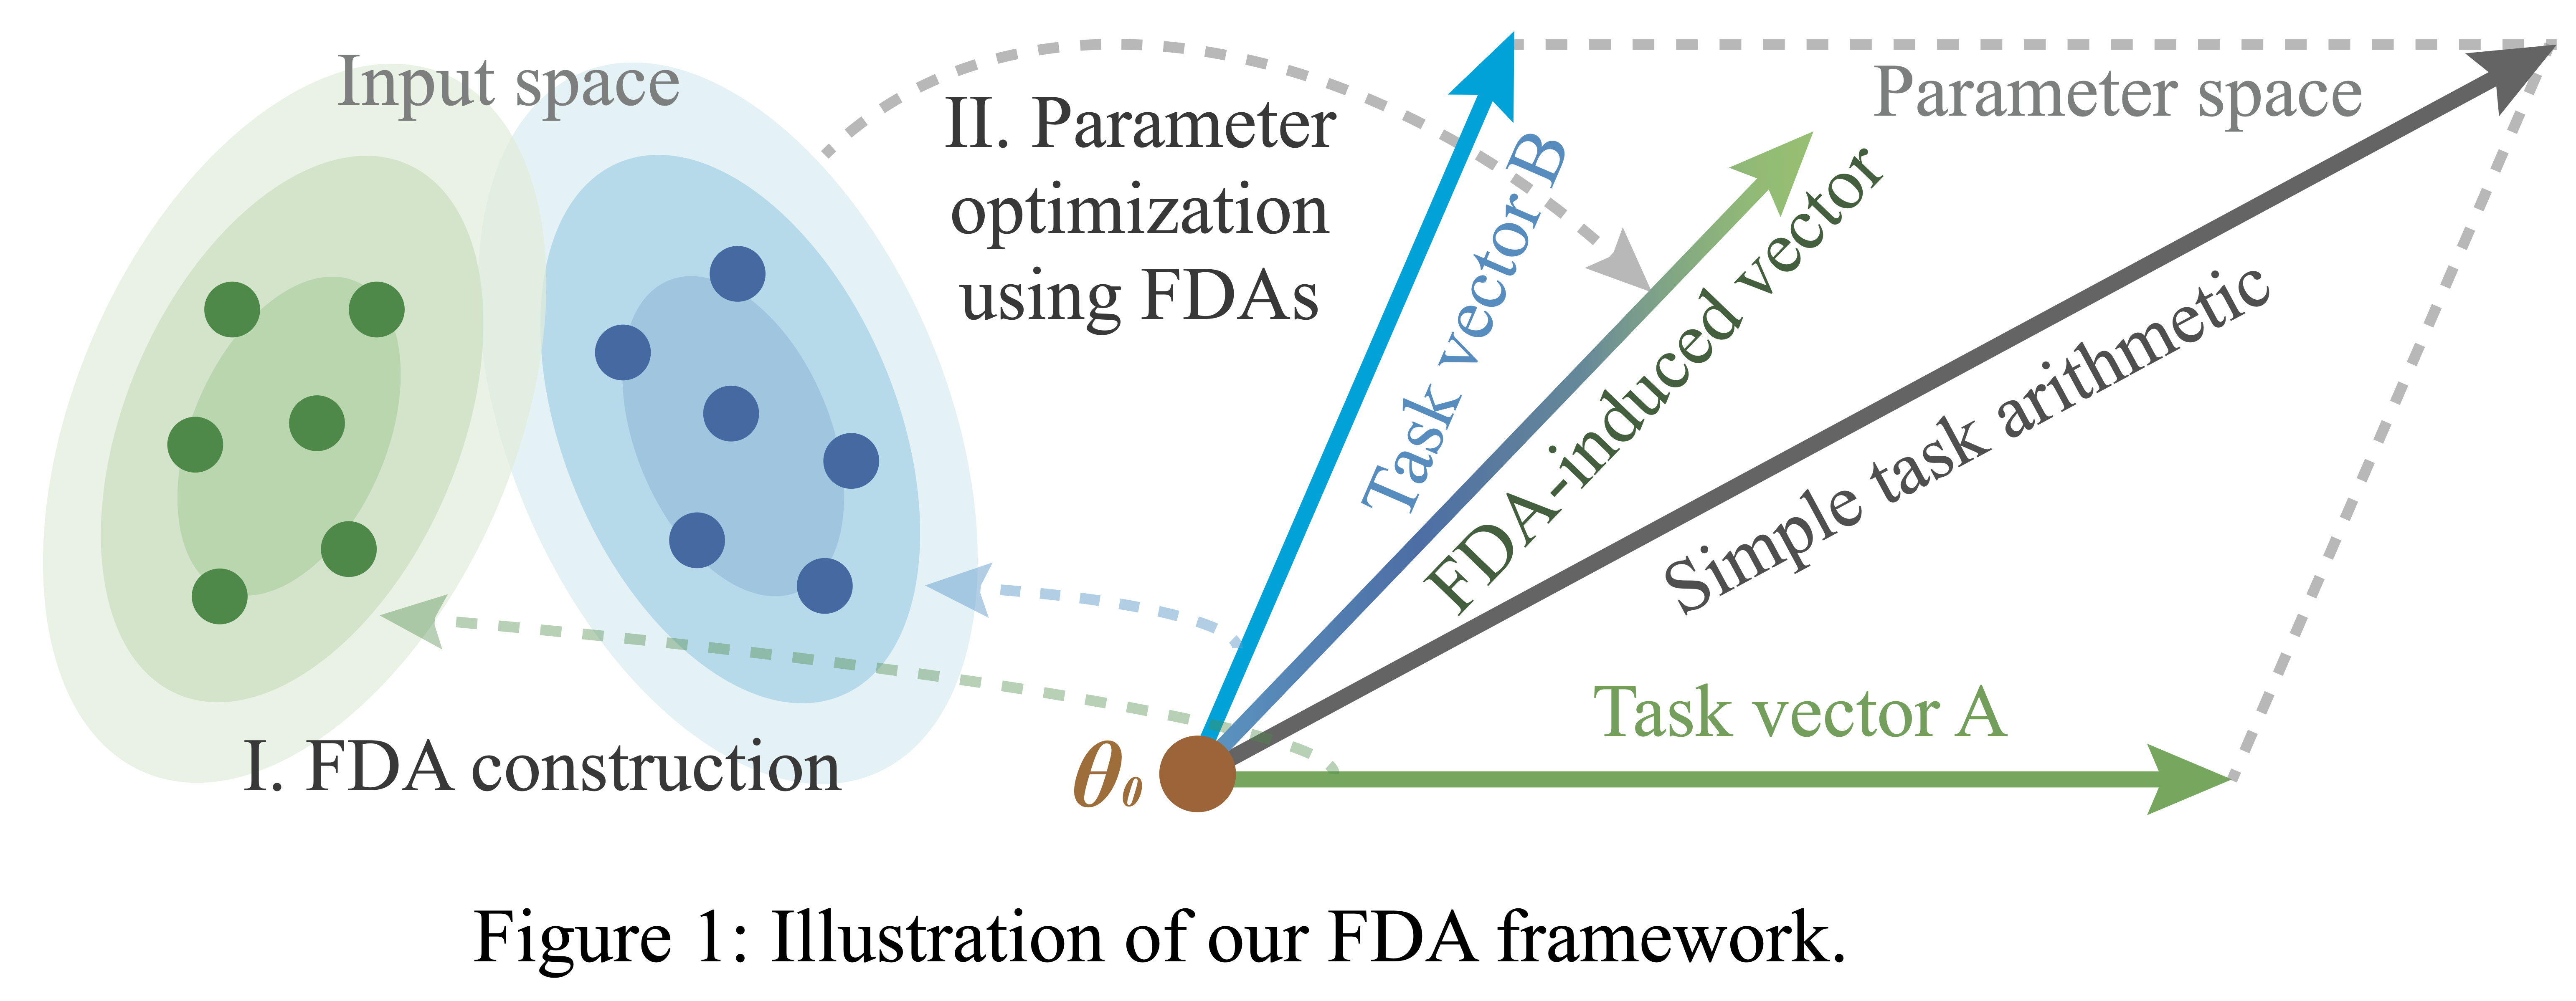 Input space
II. Parameter
optimization
using FDAs
Parameter space
Task vector B
FDA-induced vector
Simple task arithmetic
Task vector A
I. FDA construction
θ₀
Figure 1: Illustration of our FDA framework.